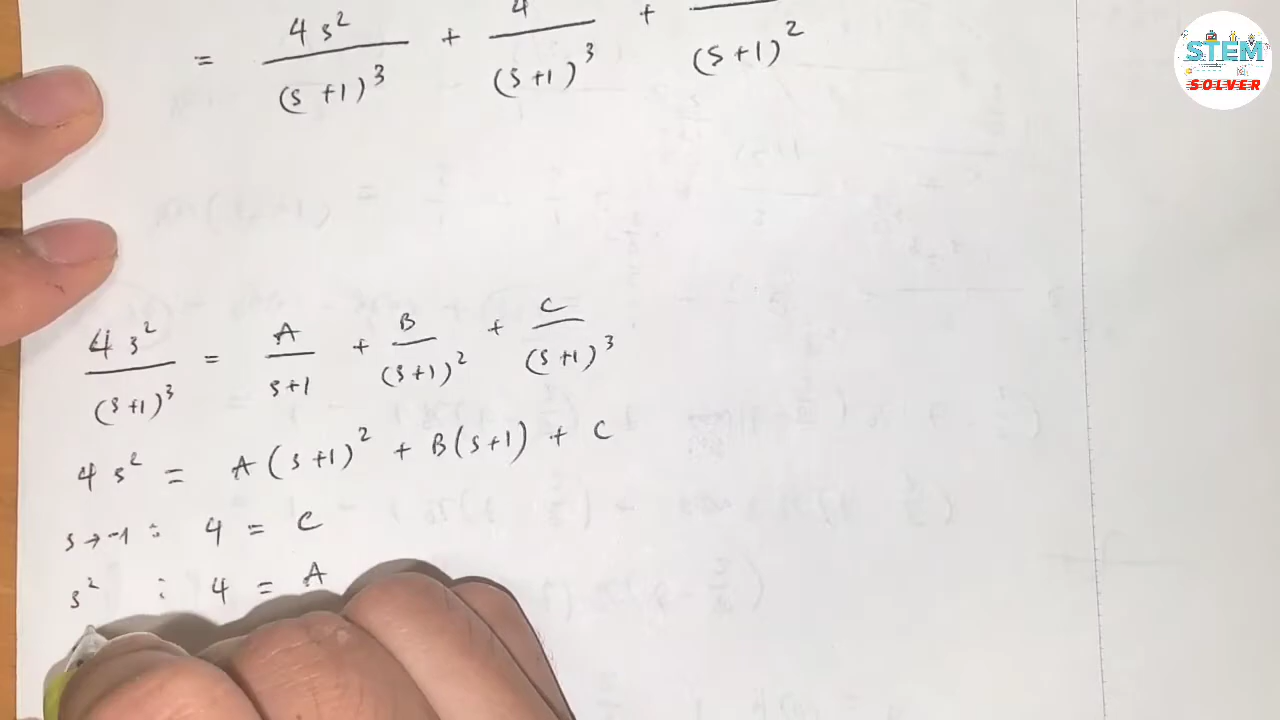 STEM
SOLVER
= 4s² / (s+1)³ + 4 / (s+1)³ + / (s+1)²
4s² / (s+1)³ = A / s+1 + B / (s+1)² + C / (s+1)³
4s² = A(s+1)² + B(s+1) + C
s→-1 : 4 = C
s² : 4 = A